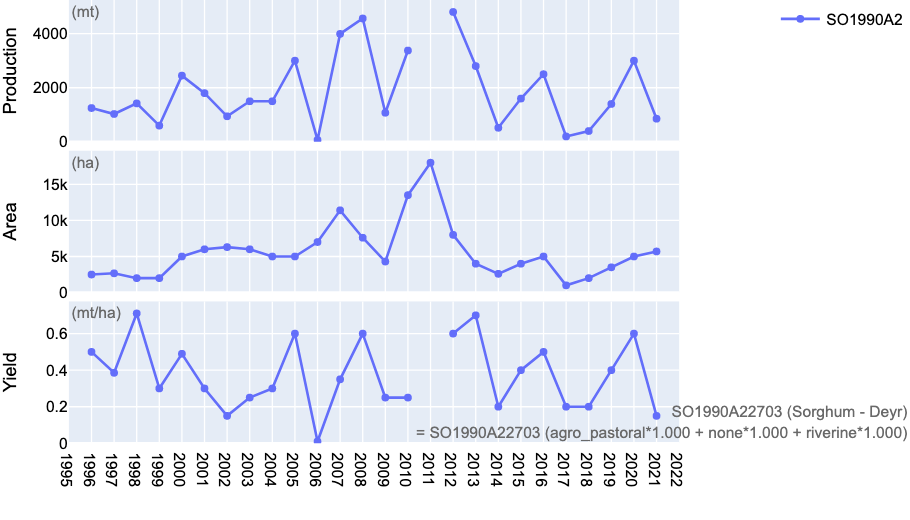 (mt)
SO1990A2
Production
4000
2000
0
(ha)
Area
15k
10k
5k
0
(mt/ha)
Yield
0.6
0.4
0.2
0
SO1990A22703 (Sorghum - Deyr)
= SO1990A22703 (agro_pastoral*1.000 + none*1.000 + riverine*1.000)
1995 1996 1997 1998 1999 2000 2001 2002 2003 2004 2005 2006 2007 2008 2009 2010 2011 2012 2013 2014 2015 2016 2017 2018 2019 2020 2021 2022